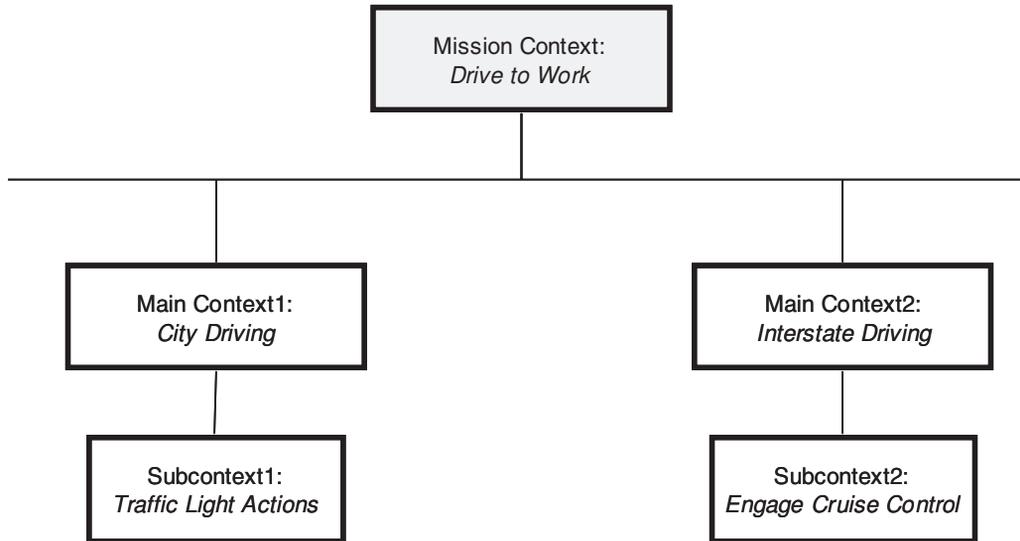 Mission Context:
Drive to Work
Main Context1:
City Driving
Main Context2:
Interstate Driving
Subcontext1:
Traffic Light Actions
Subcontext2:
Engage Cruise Control